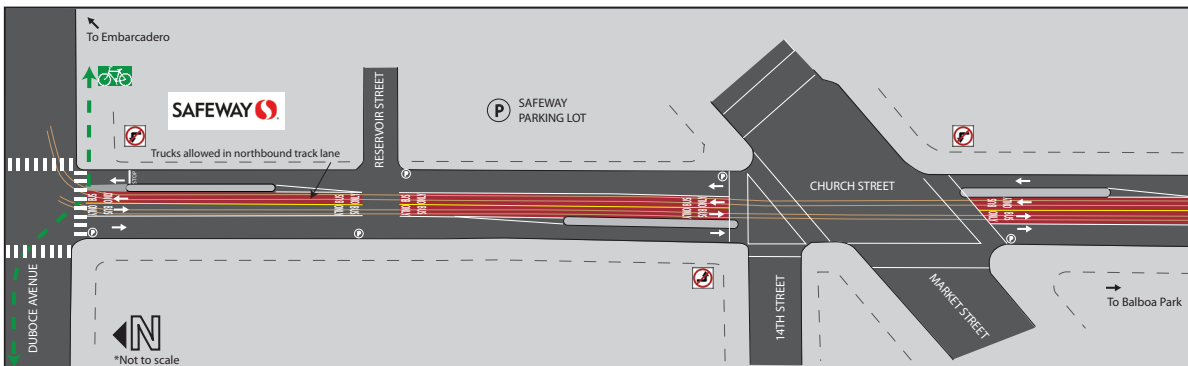 To Embarcadero
SAFEWAY
RESERVOIR STREET
P
SAFEWAY
PARKING LOT
Trucks allowed in northbound track lane
STOP
P
P
CHURCH STREET
P
P
P
DUBOCE AVENUE
N
*Not to scale
14TH STREET
MARKET STREET
To Balboa Park